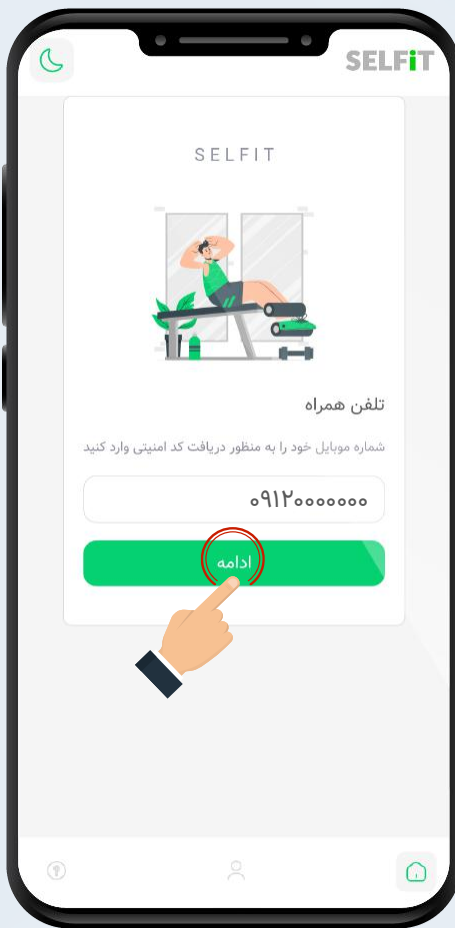 SELFiT
SELFIT
تلفن همراه
شماره موبایل خود را به منظور دریافت کد امنیتی وارد کنید
۰۹۱۲۰۰۰۰۰۰۰
ادامه